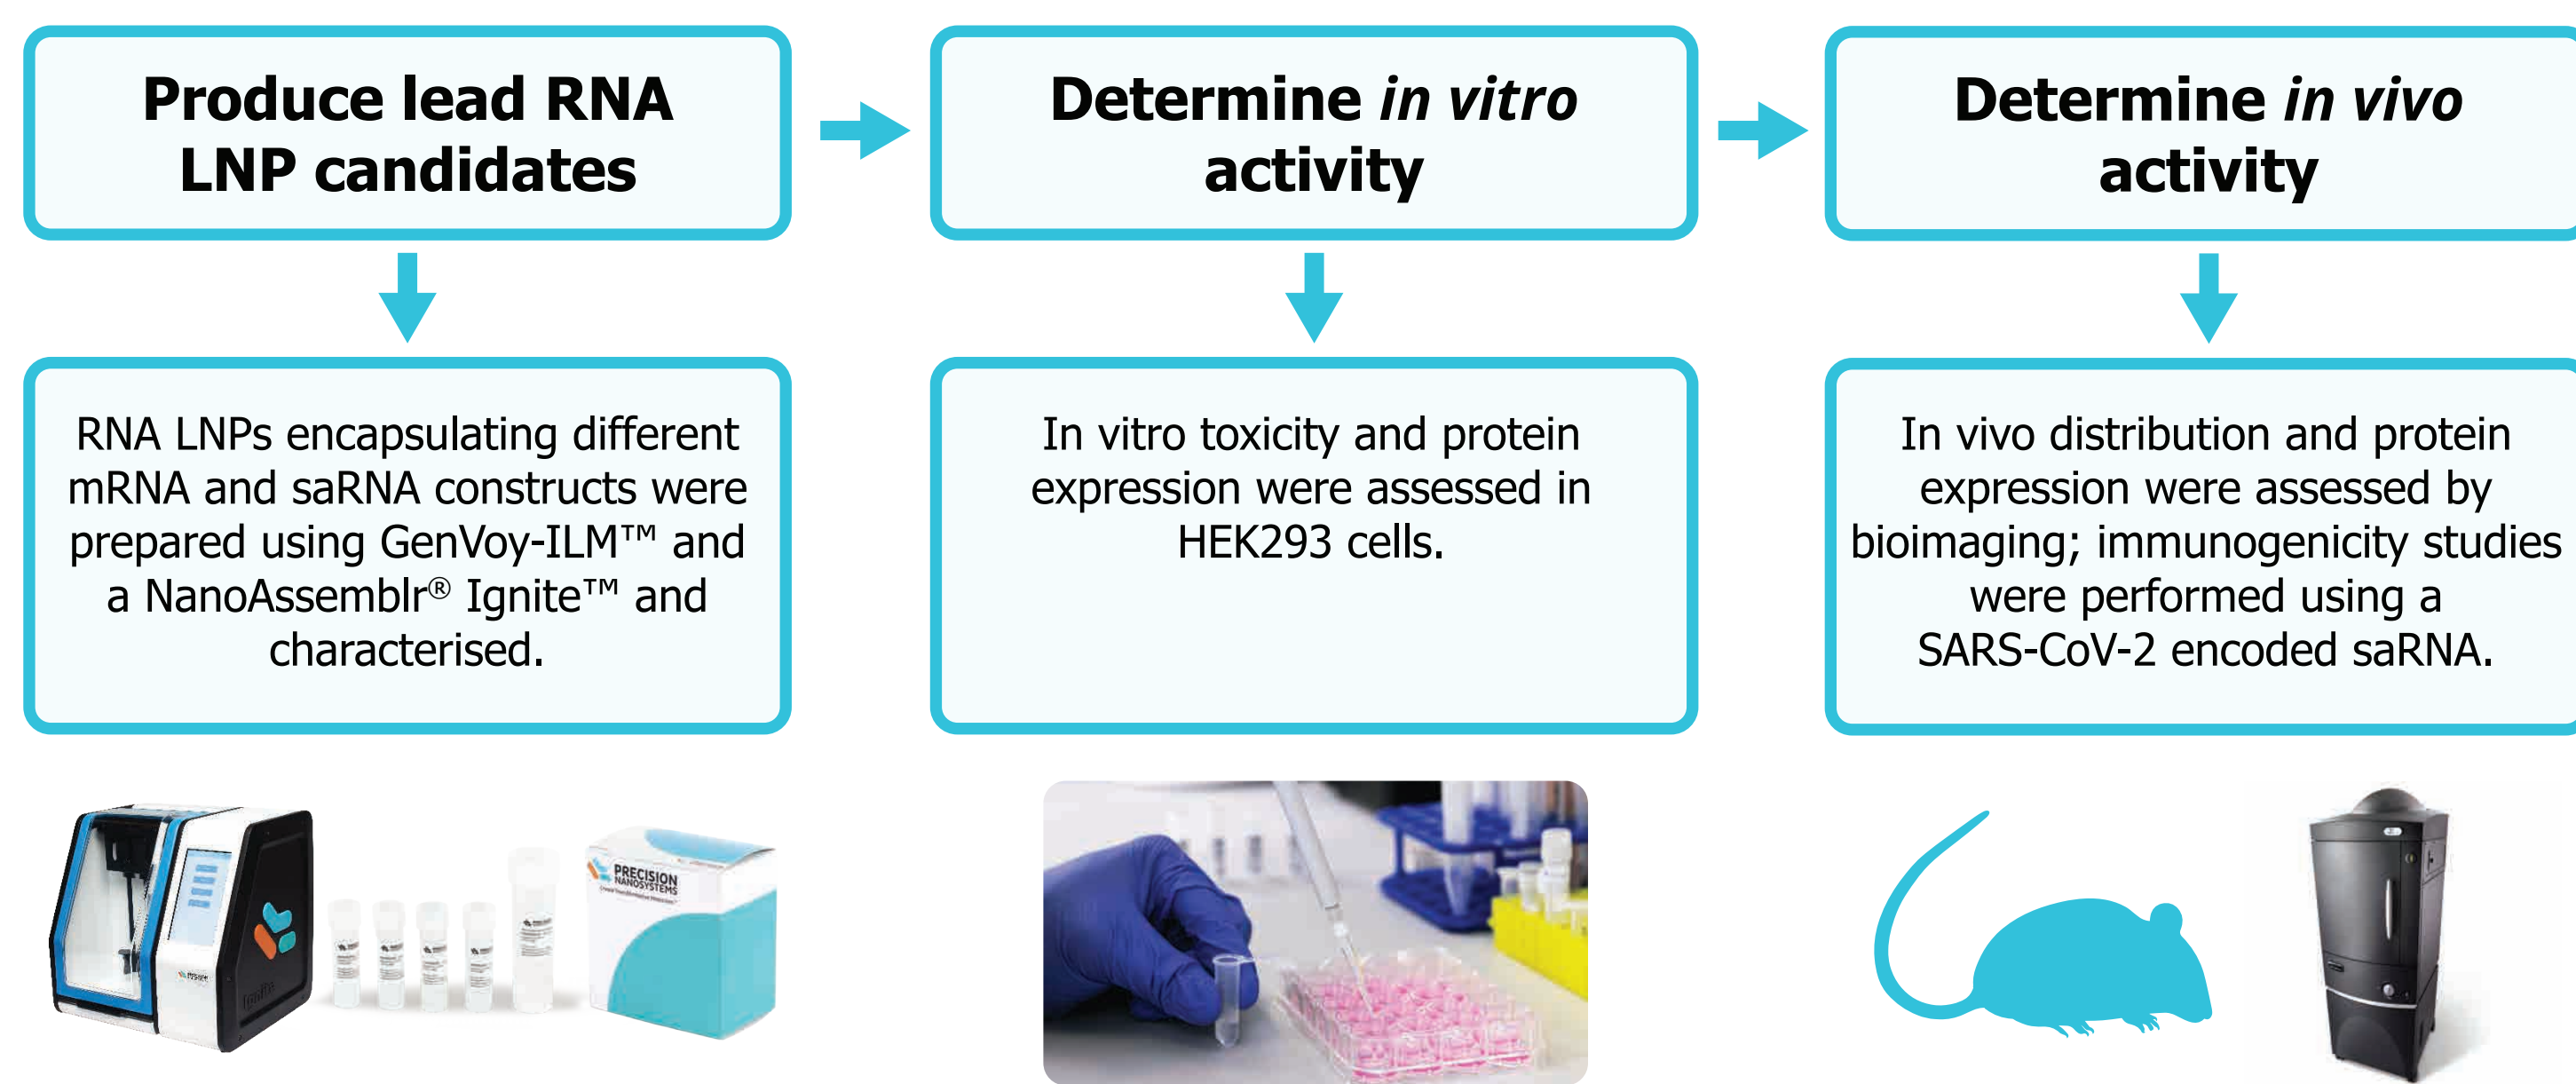 Produce lead RNA
LNP candidates
Determine in vitro
activity
Determine in vivo
activity
RNA LNPs encapsulating different
mRNA and saRNA constructs were
prepared using GenVoy-ILM™ and
a NanoAssemblr® Ignite™ and
characterised.
In vitro toxicity and protein
expression were assessed in
HEK293 cells.
In vivo distribution and protein
expression were assessed by
bioimaging; immunogenicity studies
were performed using a
SARS-CoV-2 encoded saRNA.
PRECISION
NANOSYSTEMS
Ignite